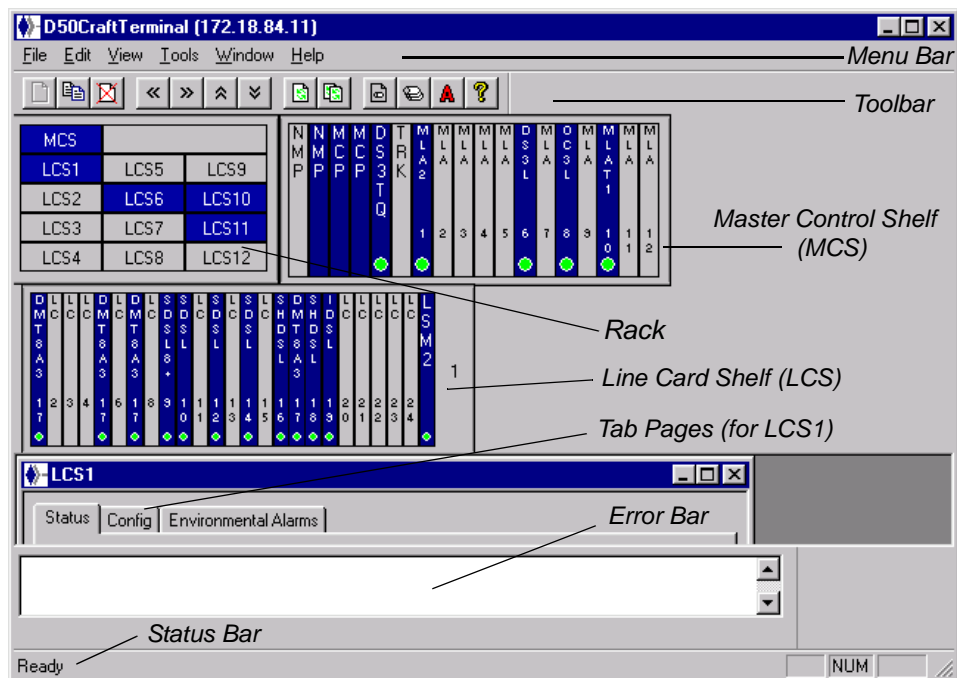 D50CraftTerminal (172.18.84.11)
File Edit View Tools Window Help
Menu Bar
Toolbar
MCS
LCS1 LCS5 LCS9
LCS2 LCS6 LCS10
LCS3 LCS7 LCS11
LCS4 LCS8 LCS12
NMP
NMP
MCP
MCP
DS3TQ
TRK
MLA2 1
MLA 2
MLA 3
MLA 4
MLA 5
DS3L 6
MLA 7
OC3L 8
MLA 9
MLAT1 10
MLA 11
MLA 12
Master Control Shelf
(MCS)
DMT8A3 17
LC 2
LC 3
LC 4
DMT8A3 17
LC 6
DMT8A3 17
LC 8
SDSL8+ 9
SDSL 10
LC 11
SDSL 12
LC 13
SDSL 14
LC 15
SHDSL 16
DMT8A3 17
SHDSL 18
IDSL 19
LC 20
LC 21
LC 22
LC 23
LC 24
LSM2
1
Rack
Line Card Shelf (LCS)
Tab Pages (for LCS1)
LCS1
Status Config Environmental Alarms
Error Bar
Status Bar
Ready
NUM